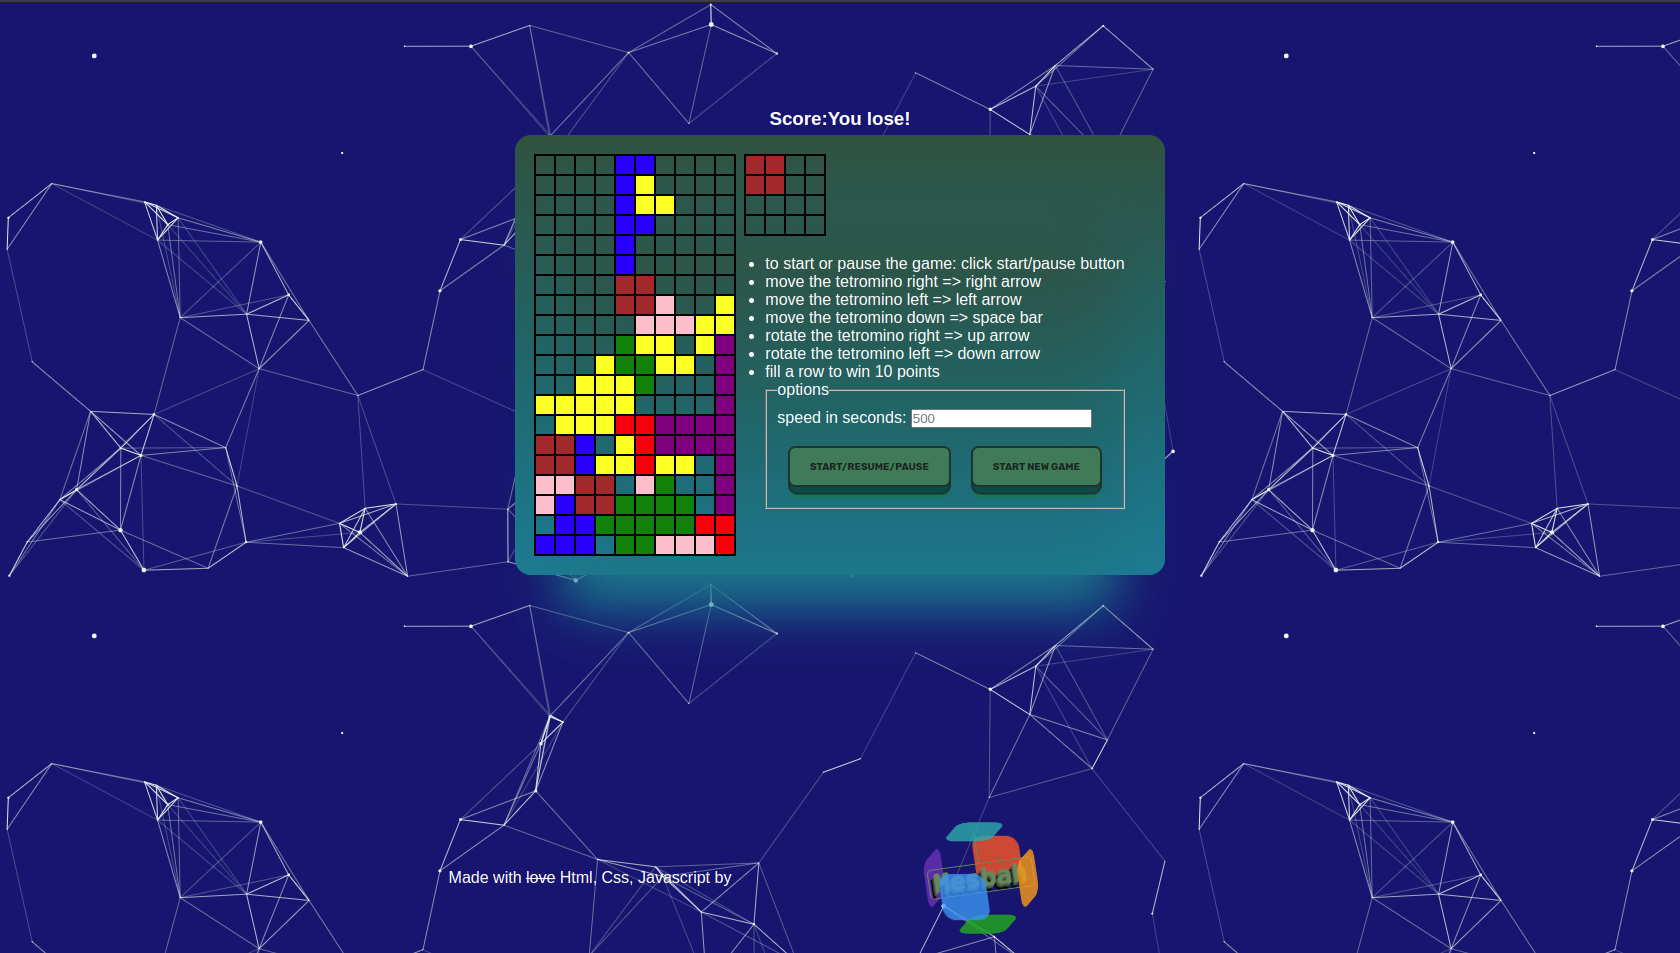 Score:You lose!
to start or pause the game: click start/pause button
move the tetromino right => right arrow
move the tetromino left => left arrow
move the tetromino down => space bar
rotate the tetromino right => up arrow
rotate the tetromino left => down arrow
fill a row to win 10 points
options
speed in seconds: 500
START/RESUME/PAUSE START NEW GAME
Made with love Html, Css, Javascript by
Mesbah